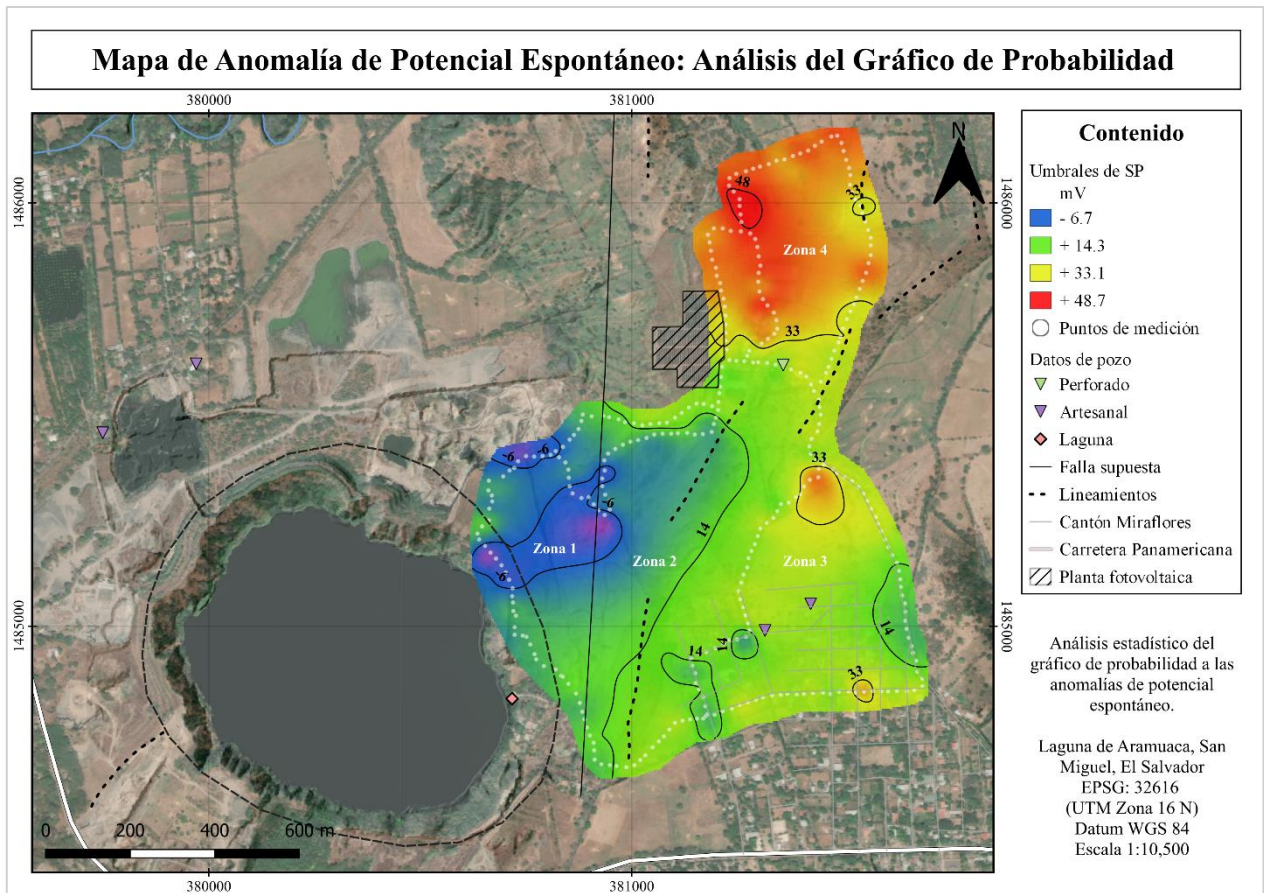 Mapa de Anomalía de Potencial Espontáneo: Análisis del Gráfico de Probabilidad
380000
381000
1486000
1486000
1485000
1485000
48
33
Zona 4
33
-6
-6
33
-6
14
Zona 1
Zona 2
Zona 3
-6
14
14
14
33
0
200
400
600 m
380000
381000
Contenido
N
Umbrales de SP
mV
- 6.7
+ 14.3
+ 33.1
+ 48.7
Puntos de medición
Datos de pozo
Perforado
Artesanal
Laguna
Falla supuesta
Lineamientos
Cantón Miraflores
Carretera Panamericana
Planta fotovoltaica
Análisis estadístico del
gráfico de probabilidad a las
anomalías de potencial
espontáneo.
Laguna de Aramuaca, San
Miguel, El Salvador
EPSG: 32616
(UTM Zona 16 N)
Datum WGS 84
Escala 1:10,500